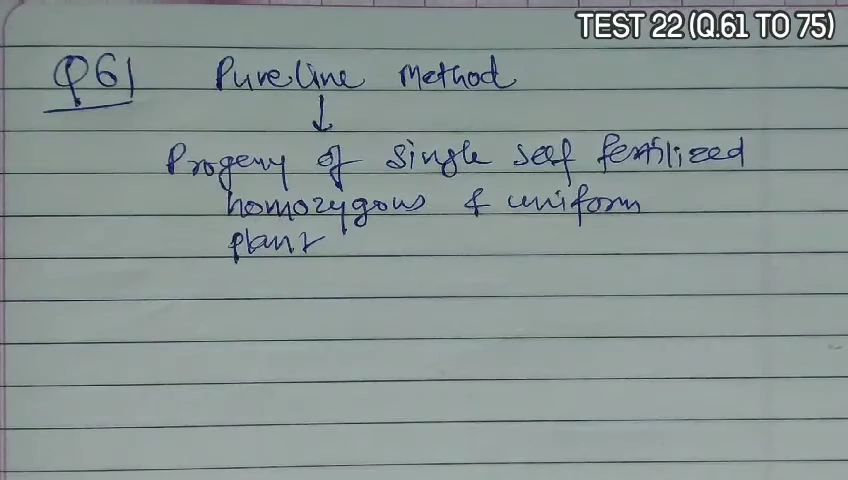 TEST 22 (Q.61 TO 75)
Q61 Pureline Method
↓
Progeny of single self fertilized
homozygous & uniform
plant